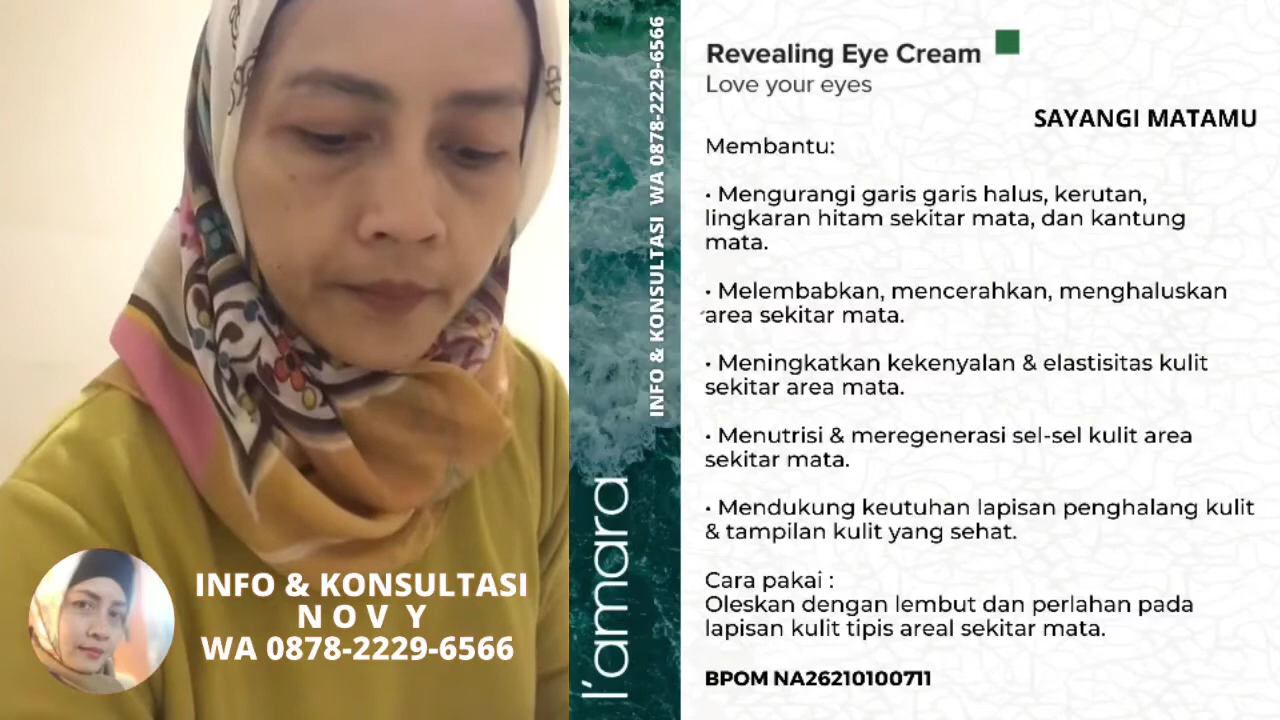 INFO & KONSULTASI
N O V Y
WA 0878-2229-6566
INFO & KONSULTASI WA 0878-2229-6566
l'amara
Revealing Eye Cream
Love your eyes
SAYANGI MATAMU
Membantu:
• Mengurangi garis garis halus, kerutan,
lingkaran hitam sekitar mata, dan kantung
mata.
• Melembabkan, mencerahkan, menghaluskan
area sekitar mata.
• Meningkatkan kekenyalan & elastisitas kulit
sekitar area mata.
• Menutrisi & meregenerasi sel-sel kulit area
sekitar mata.
• Mendukung keutuhan lapisan penghalang kulit
& tampilan kulit yang sehat.
Cara pakai :
Oleskan dengan lembut dan perlahan pada
lapisan kulit tipis areal sekitar mata.
BPOM NA26210100711